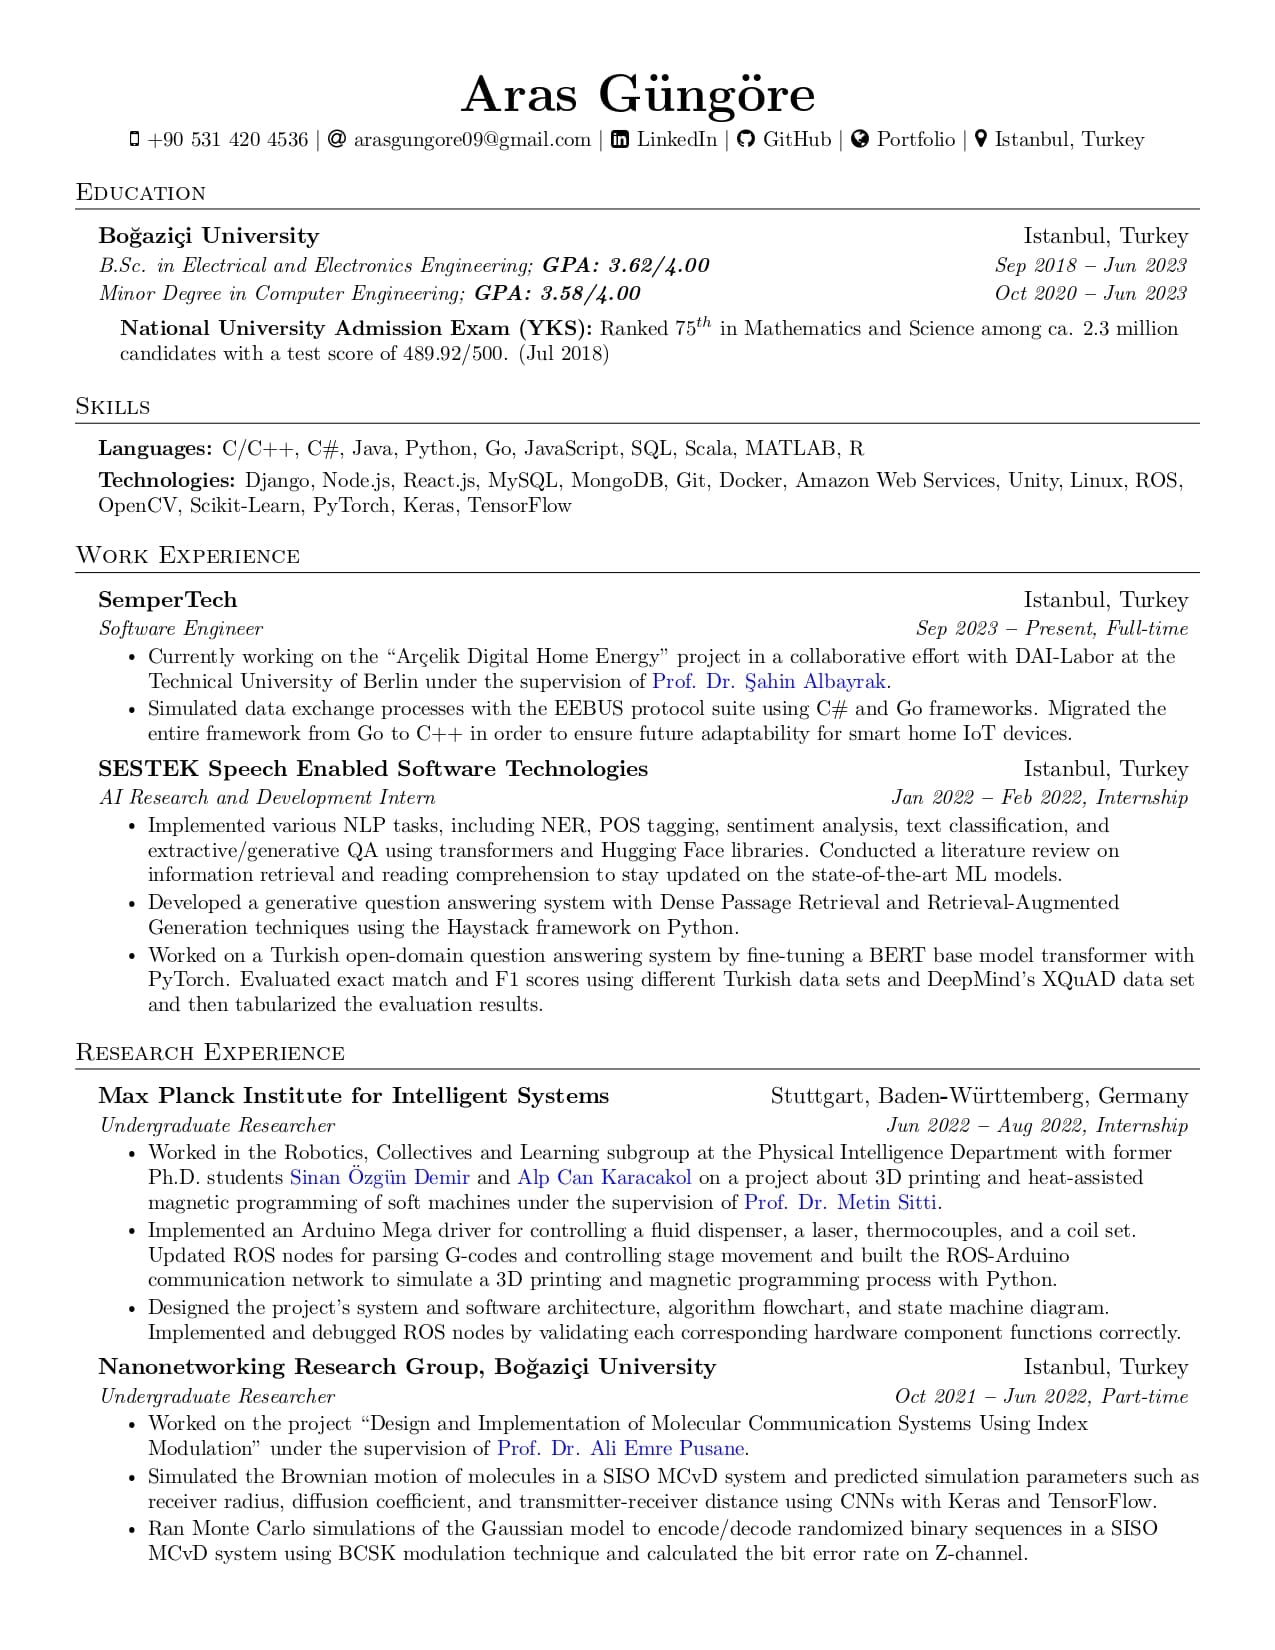 Aras Güngöre
+90 531 420 4536 | arasgungore09@gmail.com | LinkedIn | GitHub | Portfolio | Istanbul, Turkey
Education
Boğaziçi University Istanbul, Turkey
B.Sc. in Electrical and Electronics Engineering; GPA: 3.62/4.00 Sep 2018 – Jun 2023
Minor Degree in Computer Engineering; GPA: 3.58/4.00 Oct 2020 – Jun 2023
National University Admission Exam (YKS): Ranked 75th in Mathematics and Science among ca. 2.3 million
candidates with a test score of 489.92/500. (Jul 2018)
Skills
Languages: C/C++, C#, Java, Python, Go, JavaScript, SQL, Scala, MATLAB, R
Technologies: Django, Node.js, React.js, MySQL, MongoDB, Git, Docker, Amazon Web Services, Unity, Linux, ROS,
OpenCV, Scikit-Learn, PyTorch, Keras, TensorFlow
Work Experience
SemperTech Istanbul, Turkey
Software Engineer Sep 2023 – Present, Full-time
• Currently working on the “Arçelik Digital Home Energy” project in a collaborative effort with DAI-Labor at the
Technical University of Berlin under the supervision of Prof. Dr. Şahin Albayrak.
• Simulated data exchange processes with the EEBUS protocol suite using C# and Go frameworks. Migrated the
entire framework from Go to C++ in order to ensure future adaptability for smart home IoT devices.
SESTEK Speech Enabled Software Technologies Istanbul, Turkey
AI Research and Development Intern Jan 2022 – Feb 2022, Internship
• Implemented various NLP tasks, including NER, POS tagging, sentiment analysis, text classification, and
extractive/generative QA using transformers and Hugging Face libraries. Conducted a literature review on
information retrieval and reading comprehension to stay updated on the state-of-the-art ML models.
• Developed a generative question answering system with Dense Passage Retrieval and Retrieval-Augmented
Generation techniques using the Haystack framework on Python.
• Worked on a Turkish open-domain question answering system by fine-tuning a BERT base model transformer with
PyTorch. Evaluated exact match and F1 scores using different Turkish data sets and DeepMind’s XQuAD data set
and then tabularized the evaluation results.
Research Experience
Max Planck Institute for Intelligent Systems Stuttgart, Baden-Württemberg, Germany
Undergraduate Researcher Jun 2022 – Aug 2022, Internship
• Worked in the Robotics, Collectives and Learning subgroup at the Physical Intelligence Department with former
Ph.D. students Sinan Özgün Demir and Alp Can Karacakol on a project about 3D printing and heat-assisted
magnetic programming of soft machines under the supervision of Prof. Dr. Metin Sitti.
• Implemented an Arduino Mega driver for controlling a fluid dispenser, a laser, thermocouples, and a coil set.
Updated ROS nodes for parsing G-codes and controlling stage movement and built the ROS-Arduino
communication network to simulate a 3D printing and magnetic programming process with Python.
• Designed the project’s system and software architecture, algorithm flowchart, and state machine diagram.
Implemented and debugged ROS nodes by validating each corresponding hardware component functions correctly.
Nanonetworking Research Group, Boğaziçi University Istanbul, Turkey
Undergraduate Researcher Oct 2021 – Jun 2022, Part-time
• Worked on the project “Design and Implementation of Molecular Communication Systems Using Index
Modulation” under the supervision of Prof. Dr. Ali Emre Pusane.
• Simulated the Brownian motion of molecules in a SISO MCvD system and predicted simulation parameters such as
receiver radius, diffusion coefficient, and transmitter-receiver distance using CNNs with Keras and TensorFlow.
• Ran Monte Carlo simulations of the Gaussian model to encode/decode randomized binary sequences in a SISO
MCvD system using BCSK modulation technique and calculated the bit error rate on Z-channel.